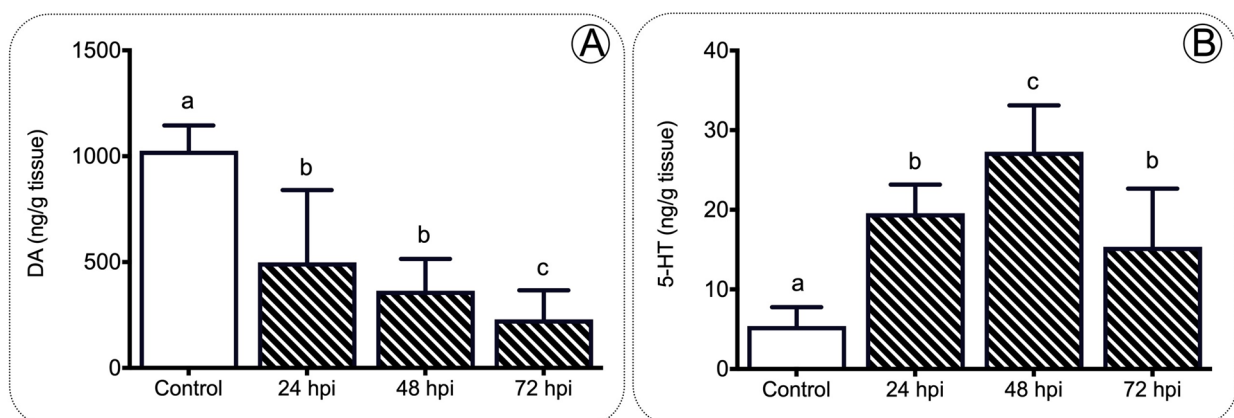 A
DA (ng/g tissue)
1500
1000
500
0
a
b
b
c
Control
24 hpi
48 hpi
72 hpi
B
5-HT (ng/g tissue)
40
30
20
10
0
a
b
c
b
Control
24 hpi
48 hpi
72 hpi